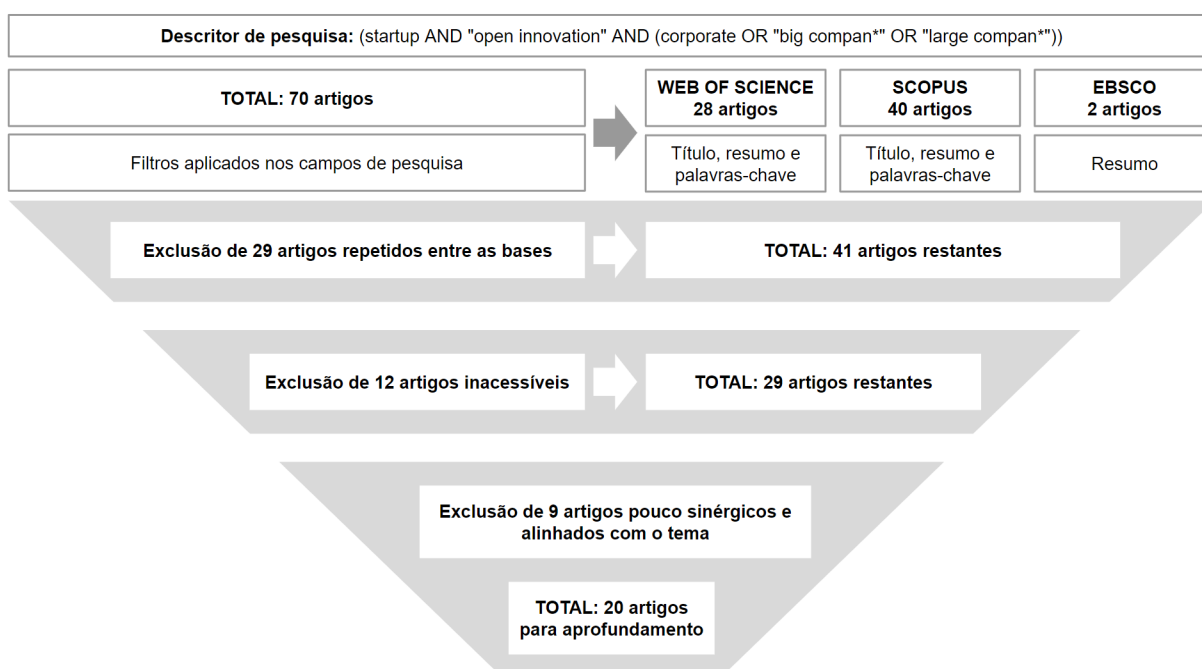 Descritor de pesquisa: (startup AND "open innovation" AND (corporate OR "big compan*" OR "large compan*"))
TOTAL: 70 artigos
WEB OF SCIENCE
28 artigos
SCOPUS
40 artigos
EBSCO
2 artigos
Filtros aplicados nos campos de pesquisa
Título, resumo e
palavras-chave
Título, resumo e
palavras-chave
Resumo
Exclusão de 29 artigos repetidos entre as bases
TOTAL: 41 artigos restantes
Exclusão de 12 artigos inacessíveis
TOTAL: 29 artigos restantes
Exclusão de 9 artigos pouco sinérgicos e
alinhados com o tema
TOTAL: 20 artigos
para aprofundamento